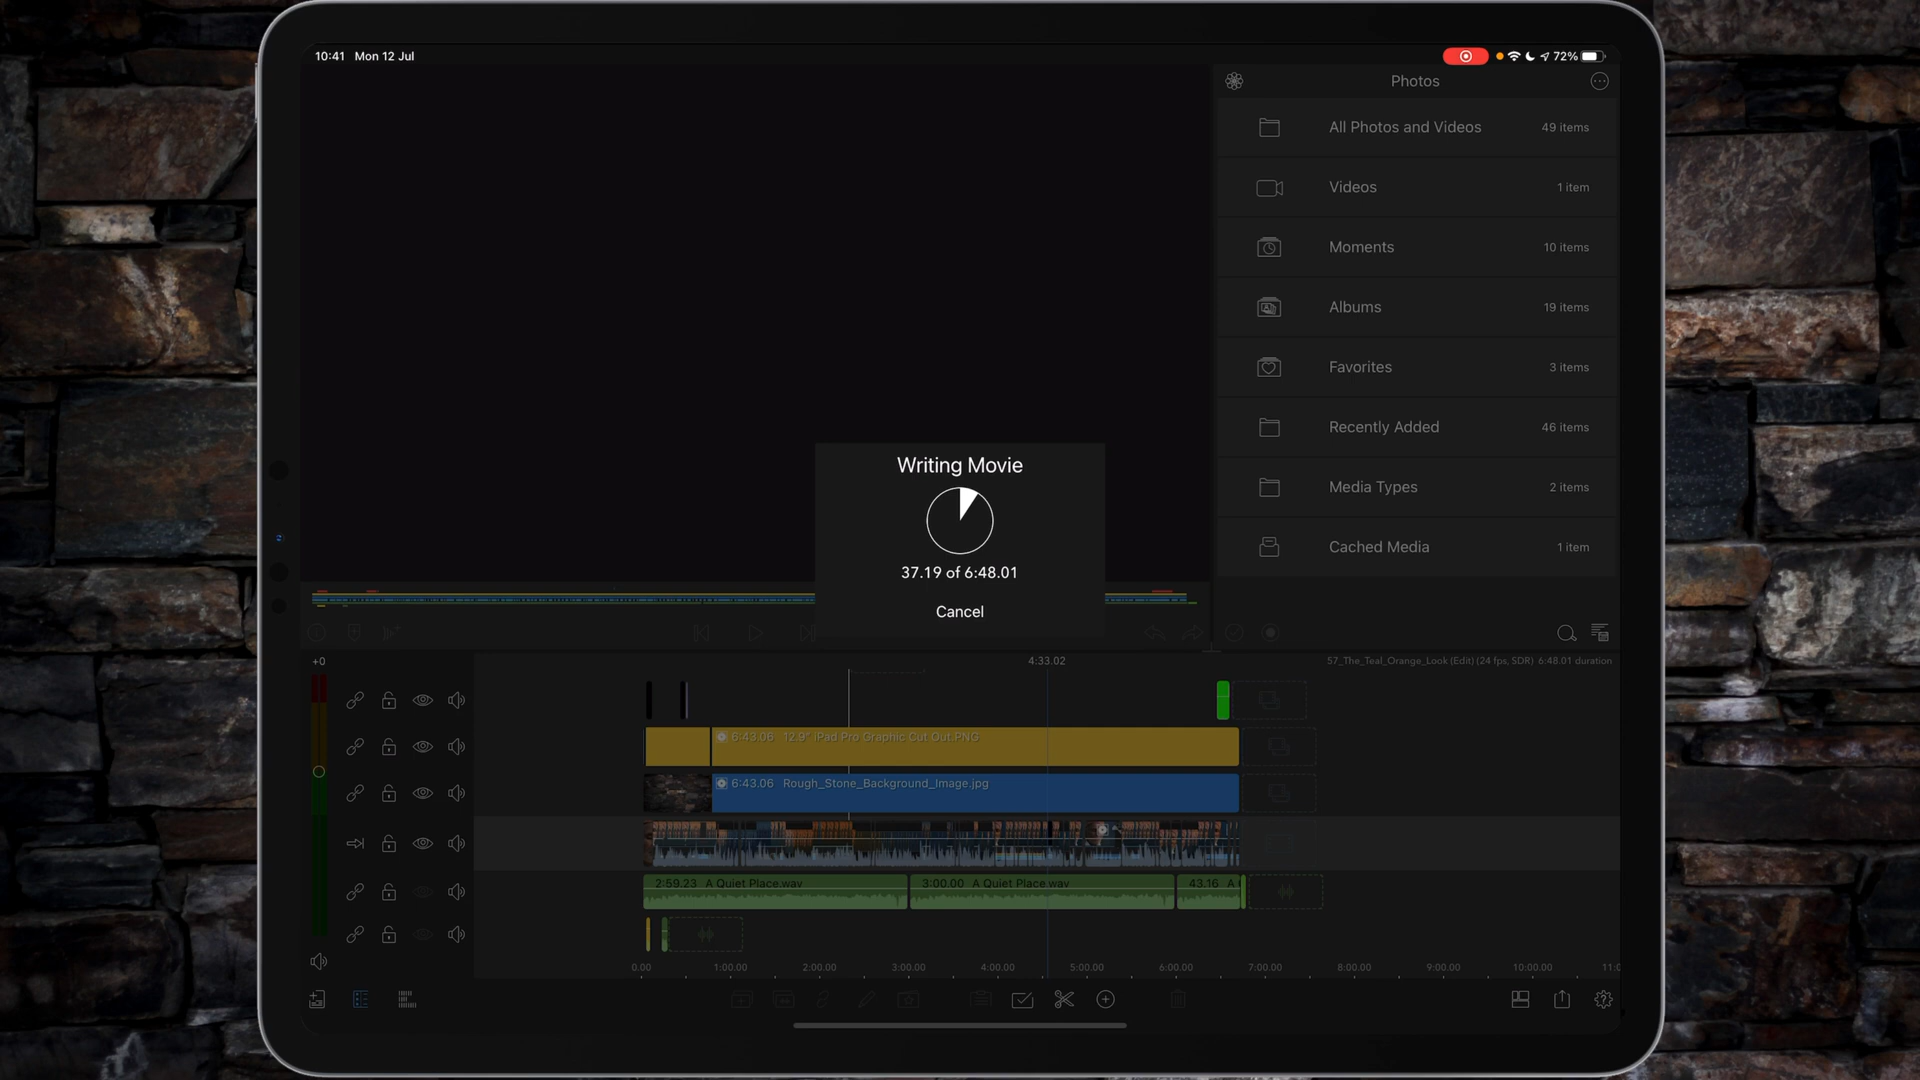 10:41 Mon 12 Jul
72%
Photos
All Photos and Videos 49 items
Videos 1 item
Moments 10 items
Albums 19 items
Favorites 3 items
Recently Added 46 items
Media Types 2 items
Cached Media 1 item
Writing Movie
37.19 of 6:48.01
Cancel
+0
4:33.02
57_The_Teal_Orange_Look (Edit) (24 fps, SDR) 6:48.01 duration
6:43.06 12.9" iPad Pro Graphic Cut Out.PNG
6:43.06 Rough_Stone_Background_Image.jpg
2:59.23 A Quiet Place.wav
3:00.00 A Quiet Place.wav
43.16 A
0.00 1:00.00 2:00.00 3:00.00 4:00.00 5:00.00 6:00.00 7:00.00 8:00.00 9:00.00 10:00.00 11:0